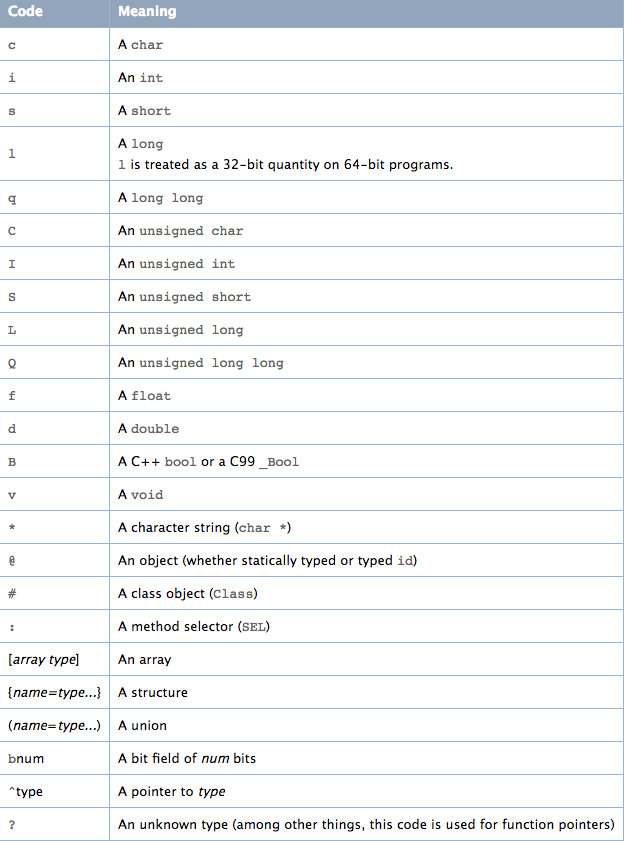 Code Meaning
c A char
i An int
s A short
l A long
l is treated as a 32-bit quantity on 64-bit programs.
q A long long
C An unsigned char
I An unsigned int
S An unsigned short
L An unsigned long
Q An unsigned long long
f A float
d A double
B A C++ bool or a C99 _Bool
v A void
* A character string (char *)
@ An object (whether statically typed or typed id)
# A class object (Class)
: A method selector (SEL)
[array type] An array
{name=type...} A structure
(name=type...) A union
bnum A bit field of num bits
^type A pointer to type
? An unknown type (among other things, this code is used for function pointers)